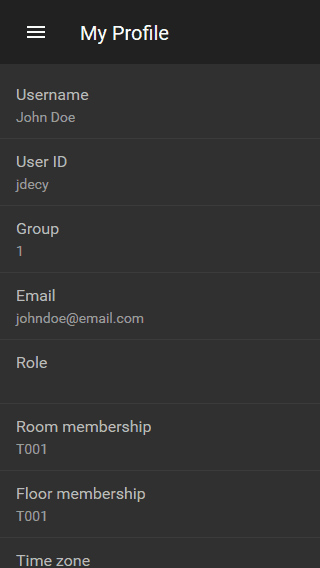 My Profile
Username
John Doe
User ID
jdecy
Group
1
Email
johndoe@email.com
Role
Room membership
T001
Floor membership
T001
Time zone